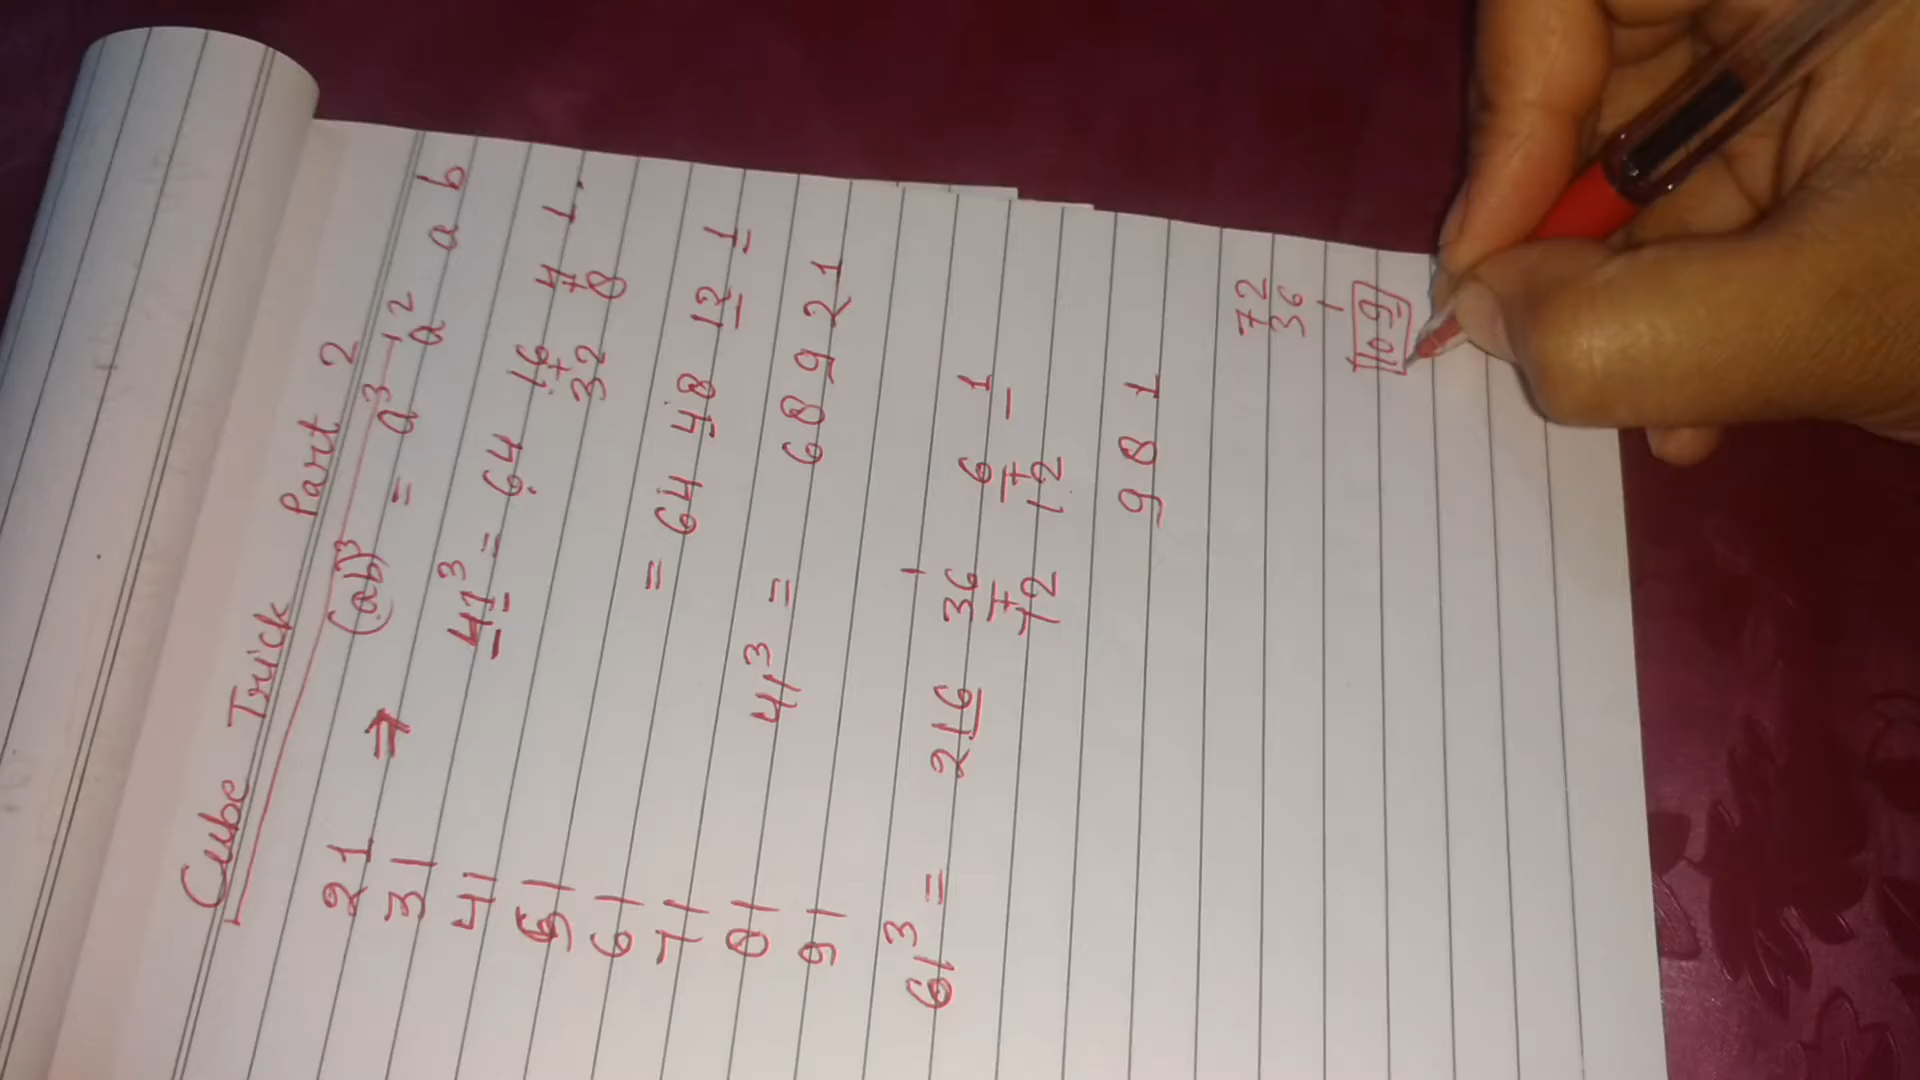 Cube Trick Part 2
21 ⇒ (ab)³ = a³ a² a b
31
41 41³ = 64 16 4 1
+ +
32 8
51
61 = 64 48 12 1
71
81 41³ = 68921
91
61³ = 216 36 6 1
+ + -
72 12
1
981
72
36
1
109